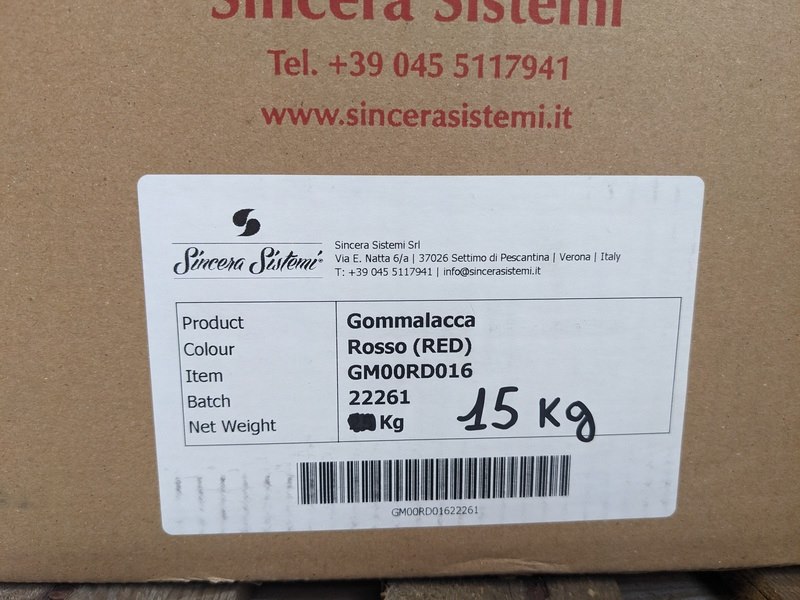 Sincera Sistemi
Tel. +39 045 5117941
www.sincerasistemi.it
Sincera Sistemi®
Sincera Sistemi Srl
Via E. Natta 6/a | 37026 Settimo di Pescantina | Verona | Italy
T: +39 045 5117941 | info@sincerasistemi.it
Product Gommalacca
Colour Rosso (RED)
Item GM00RD016
Batch 22261
Net Weight Kg 15 Kg
GM00RD01622261